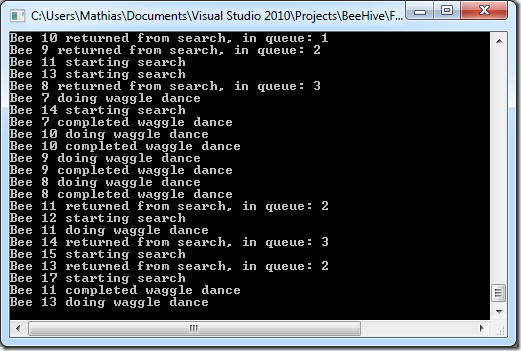 C:\Users\Mathias\Documents\Visual Studio 2010\Projects\BeeHive\F...
Bee 10 returned from search, in queue: 1
Bee 9 returned from search, in queue: 2
Bee 11 starting search
Bee 13 starting search
Bee 8 returned from search, in queue: 3
Bee 7 doing waggle dance
Bee 14 starting search
Bee 7 completed waggle dance
Bee 10 doing waggle dance
Bee 10 completed waggle dance
Bee 9 doing waggle dance
Bee 9 completed waggle dance
Bee 8 doing waggle dance
Bee 8 completed waggle dance
Bee 11 returned from search, in queue: 2
Bee 12 starting search
Bee 11 doing waggle dance
Bee 14 returned from search, in queue: 3
Bee 15 starting search
Bee 13 returned from search, in queue: 2
Bee 17 starting search
Bee 11 completed waggle dance
Bee 13 doing waggle dance